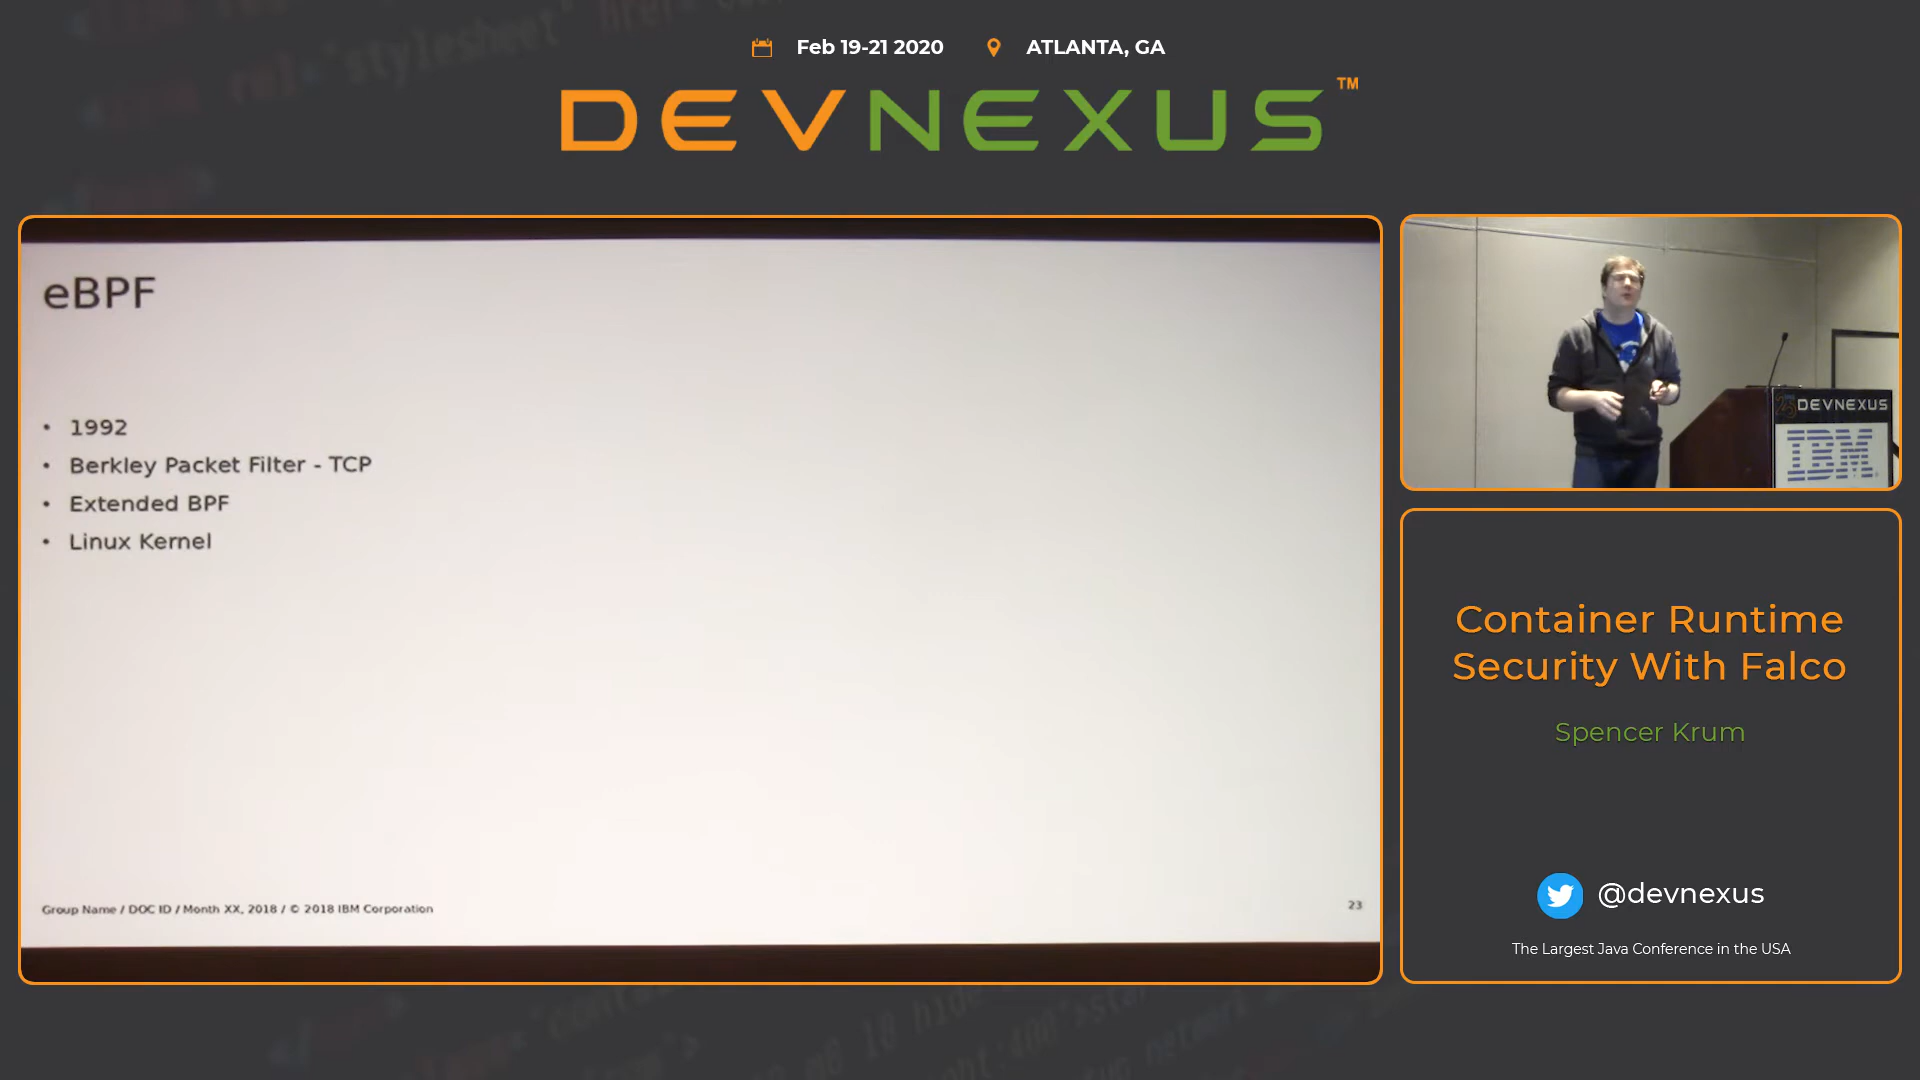 Feb 19-21 2020
ATLANTA, GA
DEVNEXUS™
eBPF
• 1992
• Berkley Packet Filter - TCP
• Extended BPF
• Linux Kernel
Group Name / DOC ID / Month XX, 2018 / © 2018 IBM Corporation
23
DEVNEXUS
IBM
Container Runtime
Security With Falco
Spencer Krum
@devnexus
The Largest Java Conference in the USA